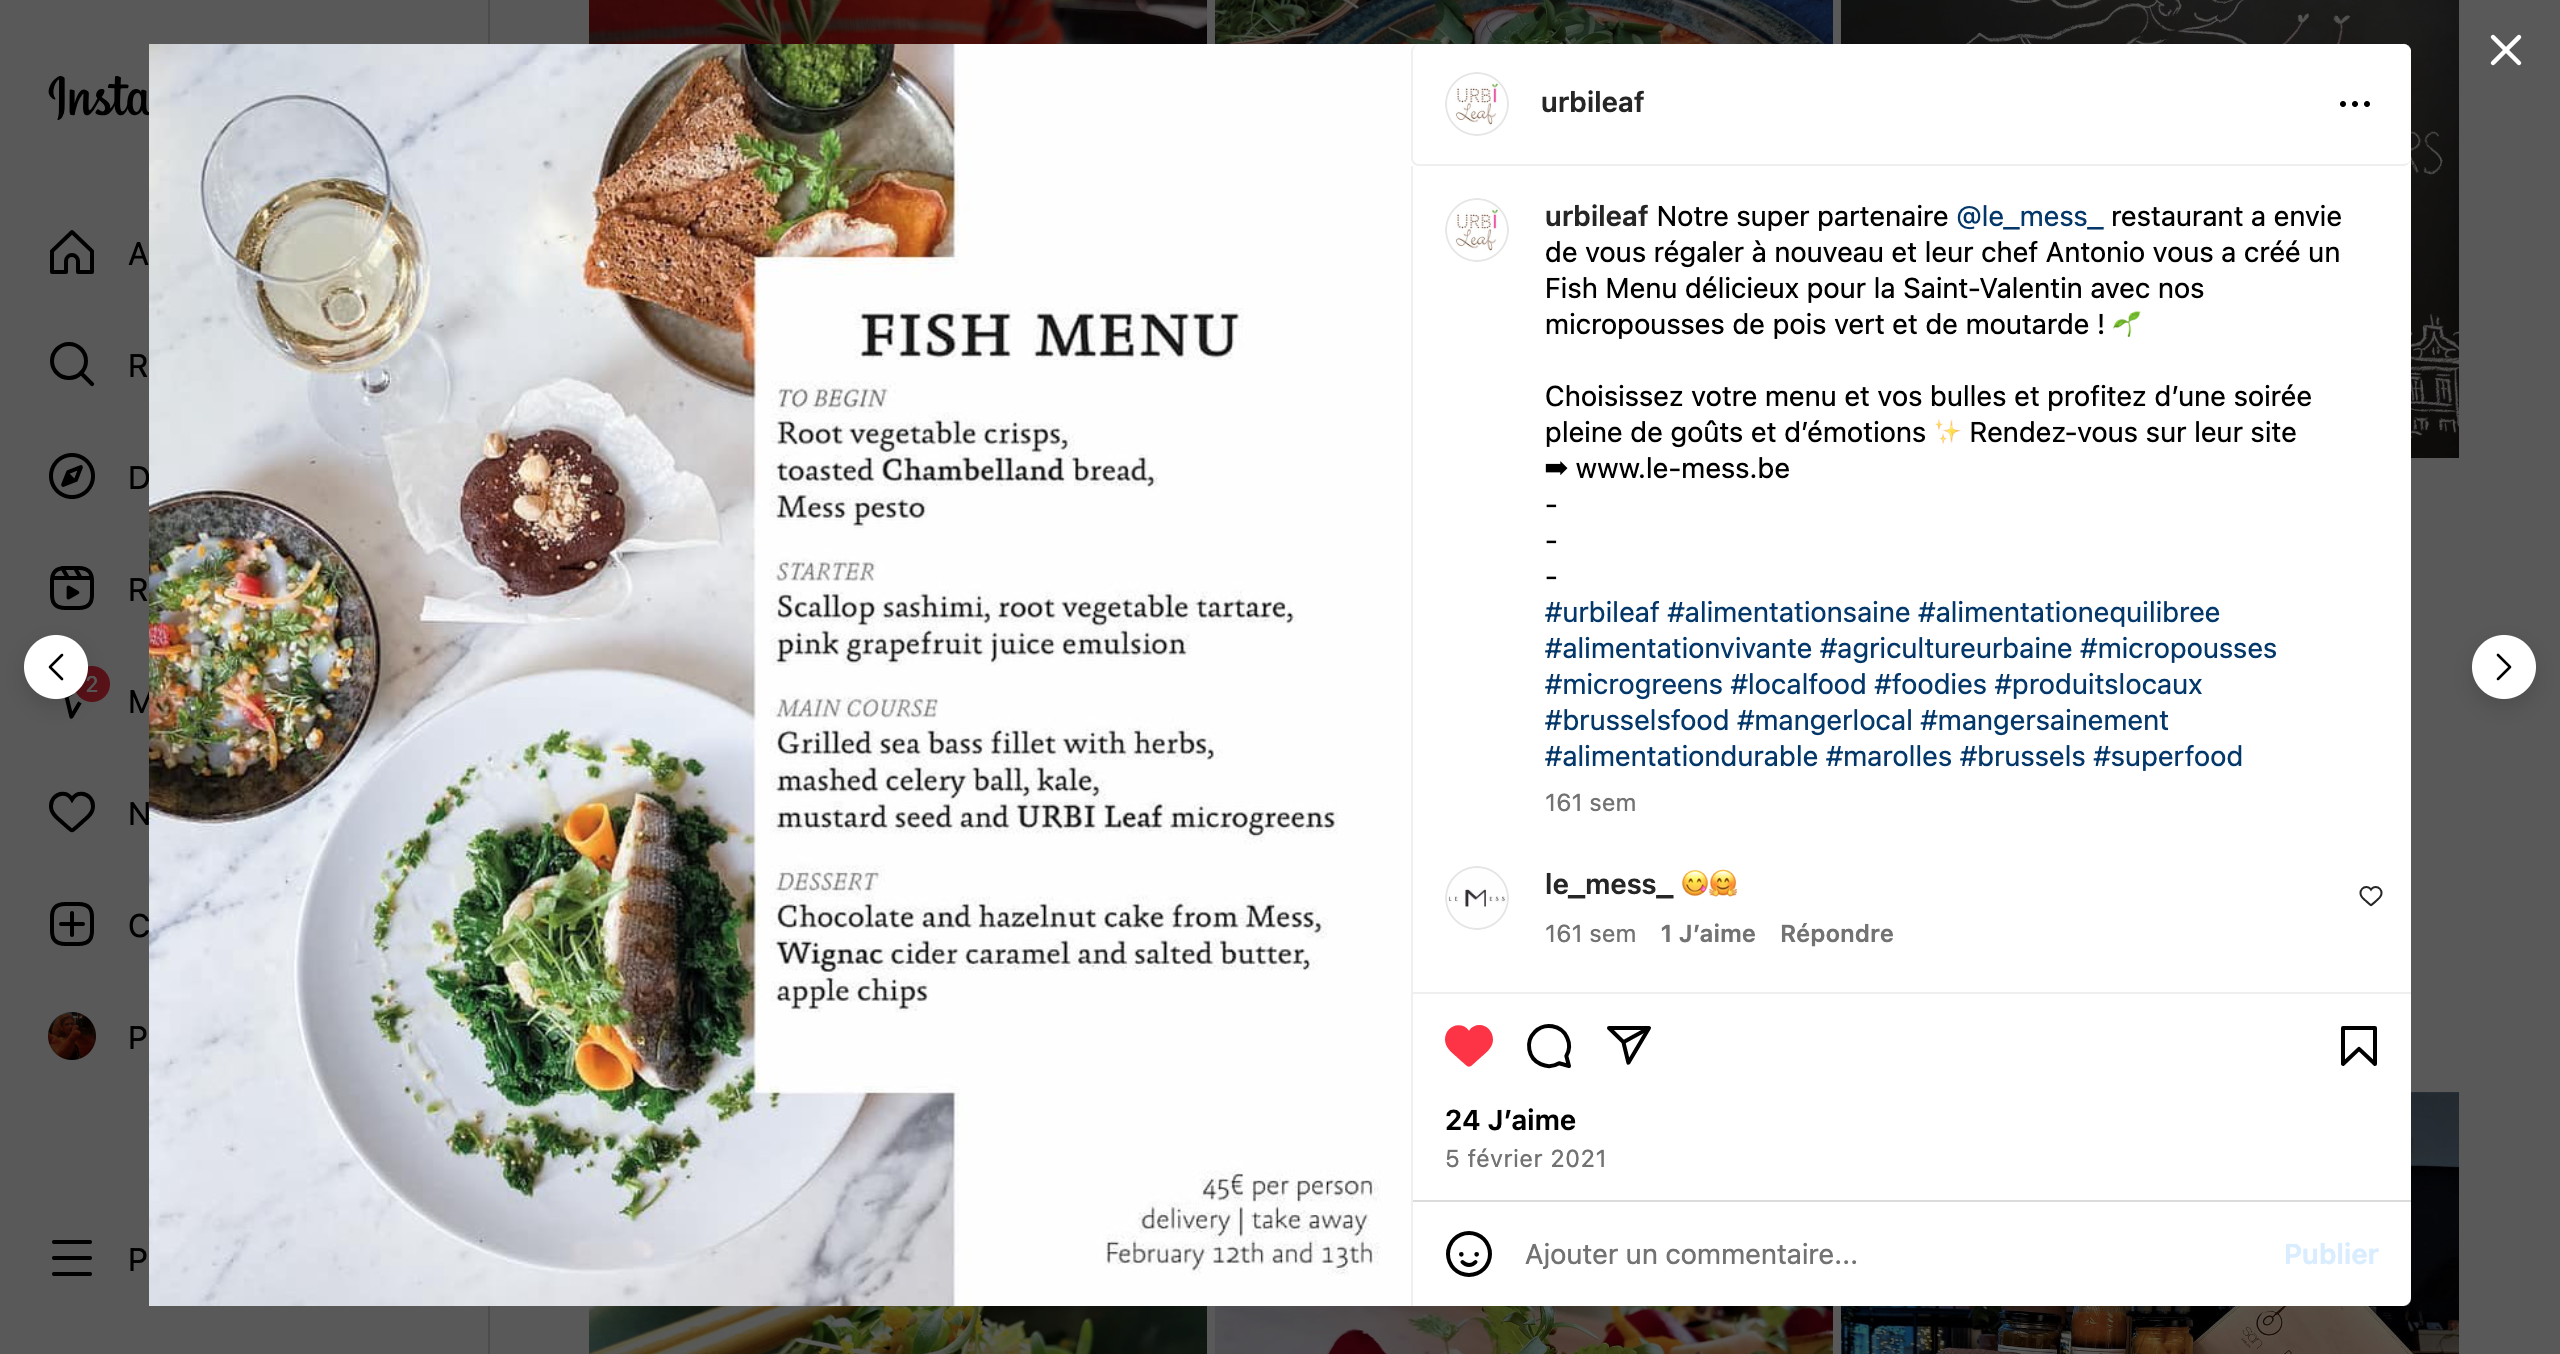 Insta
A
R
D
R
2
M
N
C
P
P
FISH MENU
TO BEGIN
Root vegetable crisps,
toasted Chambelland bread,
Mess pesto
STARTER
Scallop sashimi, root vegetable tartare,
pink grapefruit juice emulsion
MAIN COURSE
Grilled sea bass fillet with herbs,
mashed celery ball, kale,
mustard seed and URBI Leaf microgreens
DESSERT
Chocolate and hazelnut cake from Mess,
Wignac cider caramel and salted butter,
apple chips
45€ per person
delivery | take away
February 12th and 13th
URBI
Leaf
urbileaf
URBI
Leaf
urbileaf Notre super partenaire @le_mess_ restaurant a envie
de vous régaler à nouveau et leur chef Antonio vous a créé un
Fish Menu délicieux pour la Saint-Valentin avec nos
micropousses de pois vert et de moutarde ! 🌱
Choisissez votre menu et vos bulles et profitez d’une soirée
pleine de goûts et d’émotions ✨ Rendez-vous sur leur site
➡ www.le-mess.be
-
-
-
#urbileaf #alimentationsaine #alimentationequilibree
#alimentationvivante #agricultureurbaine #micropousses
#microgreens #localfood #foodies #produitslocaux
#brusselsfood #mangerlocal #mangersainement
#alimentationdurable #marolles #brussels #superfood
161 sem
LE MESS
le_mess_ 😋🤗
161 sem 1 J’aime Répondre
24 J’aime
5 février 2021
Ajouter un commentaire...
Publier
RS